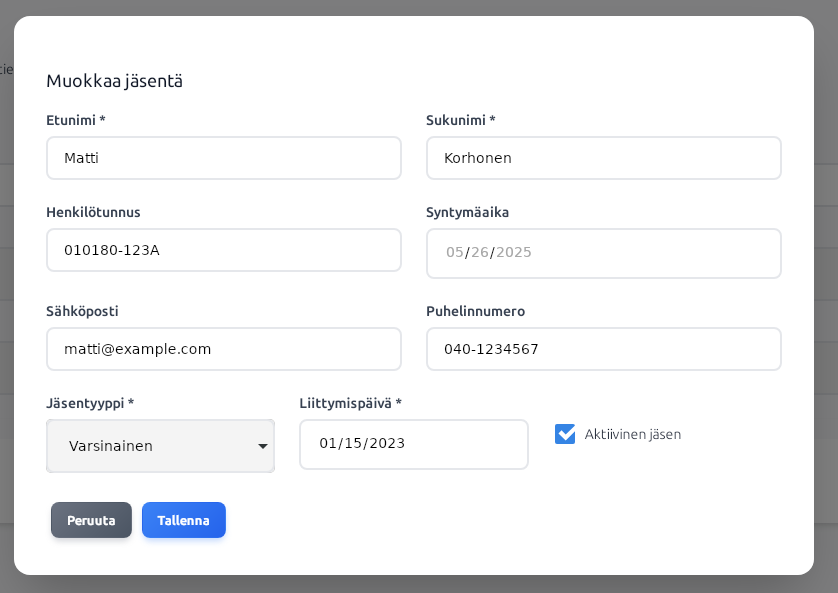 tie
Muokkaa jäsentä
Etunimi * Sukunimi *
Matti Korhonen
Henkilötunnus Syntymäaika
010180-123A 05/26/2025
Sähköposti Puhelinnumero
matti@example.com 040-1234567
Jäsentyyppi * Liittymispäivä *
Varsinainen 01/15/2023 Aktiivinen jäsen
Peruuta Tallenna